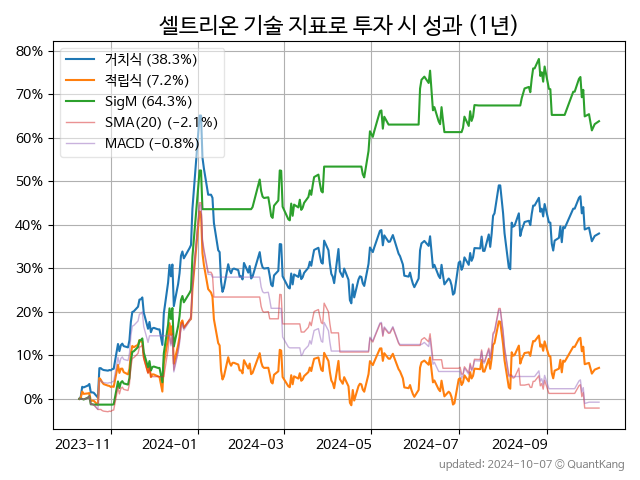 셀트리온 기술 지표로 투자 시 성과 (1년)
80%
70%
60%
50%
40%
30%
20%
10%
0%
거치식 (38.3%)
적립식 (7.2%)
SigM (64.3%)
SMA(20) (−2.1%)
MACD (−0.8%)
2023-11 2024-01 2024-03 2024-05 2024-07 2024-09
updated: 2024-10-07 © QuantKang